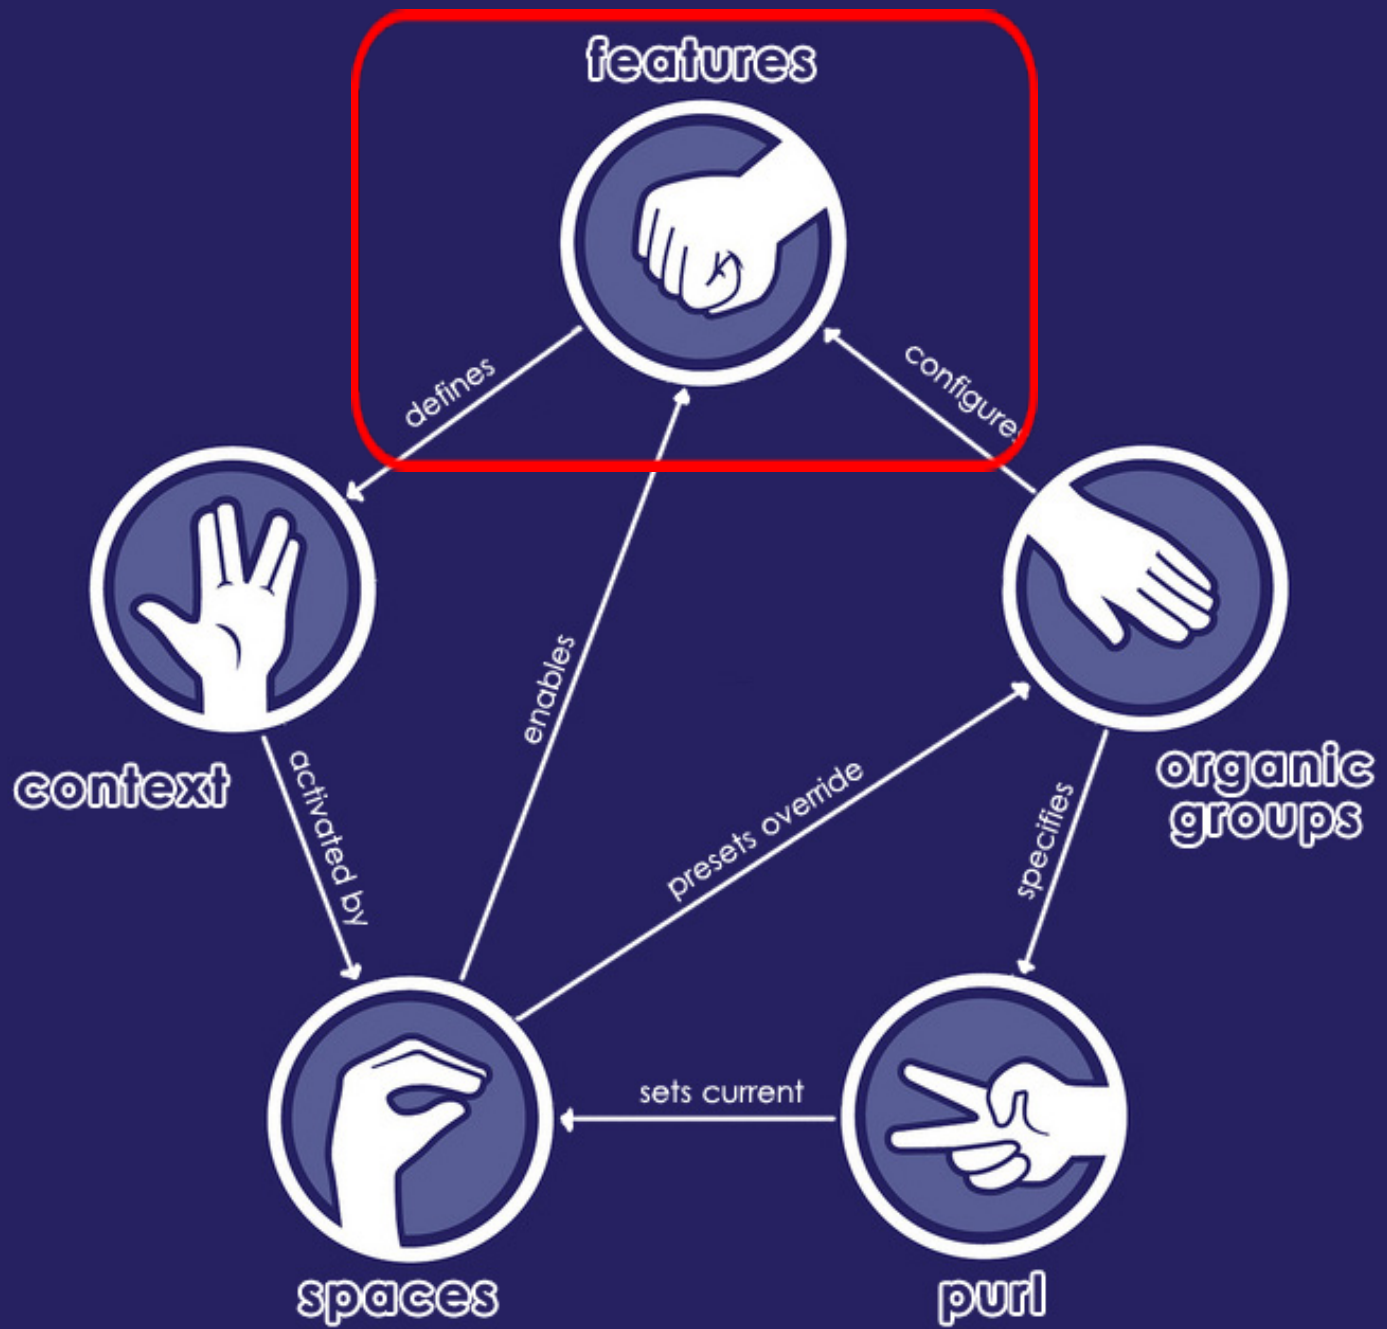 features
defines
configures
enables
context
organic
groups
activated by
presets override
specifies
sets current
spaces
purl